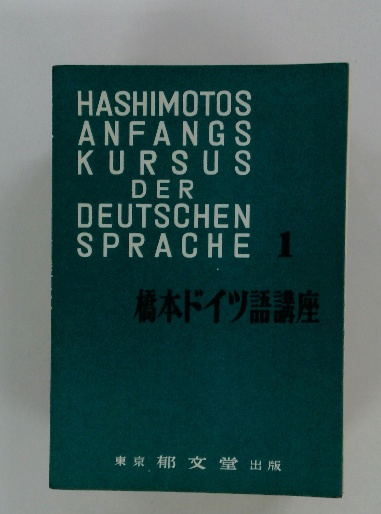 HASHIMOTOS
ANFANGS
KURSUS
DER
DEUTSCHEN
SPRACHE 1
橋本ドイツ語講座
東京 郁文堂 出版